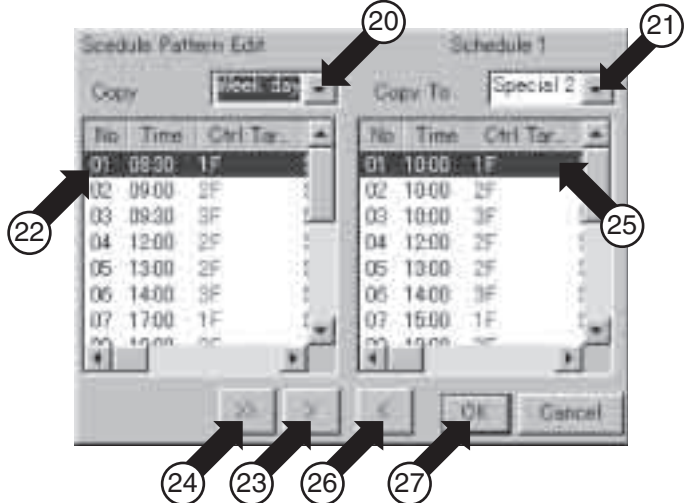 20
21
Scedule Pattern Edit Schedule 1
Copy Week day Copy To Special 2
No Time Ctrl Tar... No Time Ctrl Tar...
01 08:30 1F 01 10:00 1F
02 09:00 2F 02 10:00 2F
03 09:30 3F 03 10:00 3F
04 12:00 2F 04 12:00 2F
05 13:00 2F 05 13:00 2F
06 14:00 3F 06 14:00 3F
07 17:00 1F 07 15:00 1F
22
25
>> > < OK Cancel
24 23 26 27